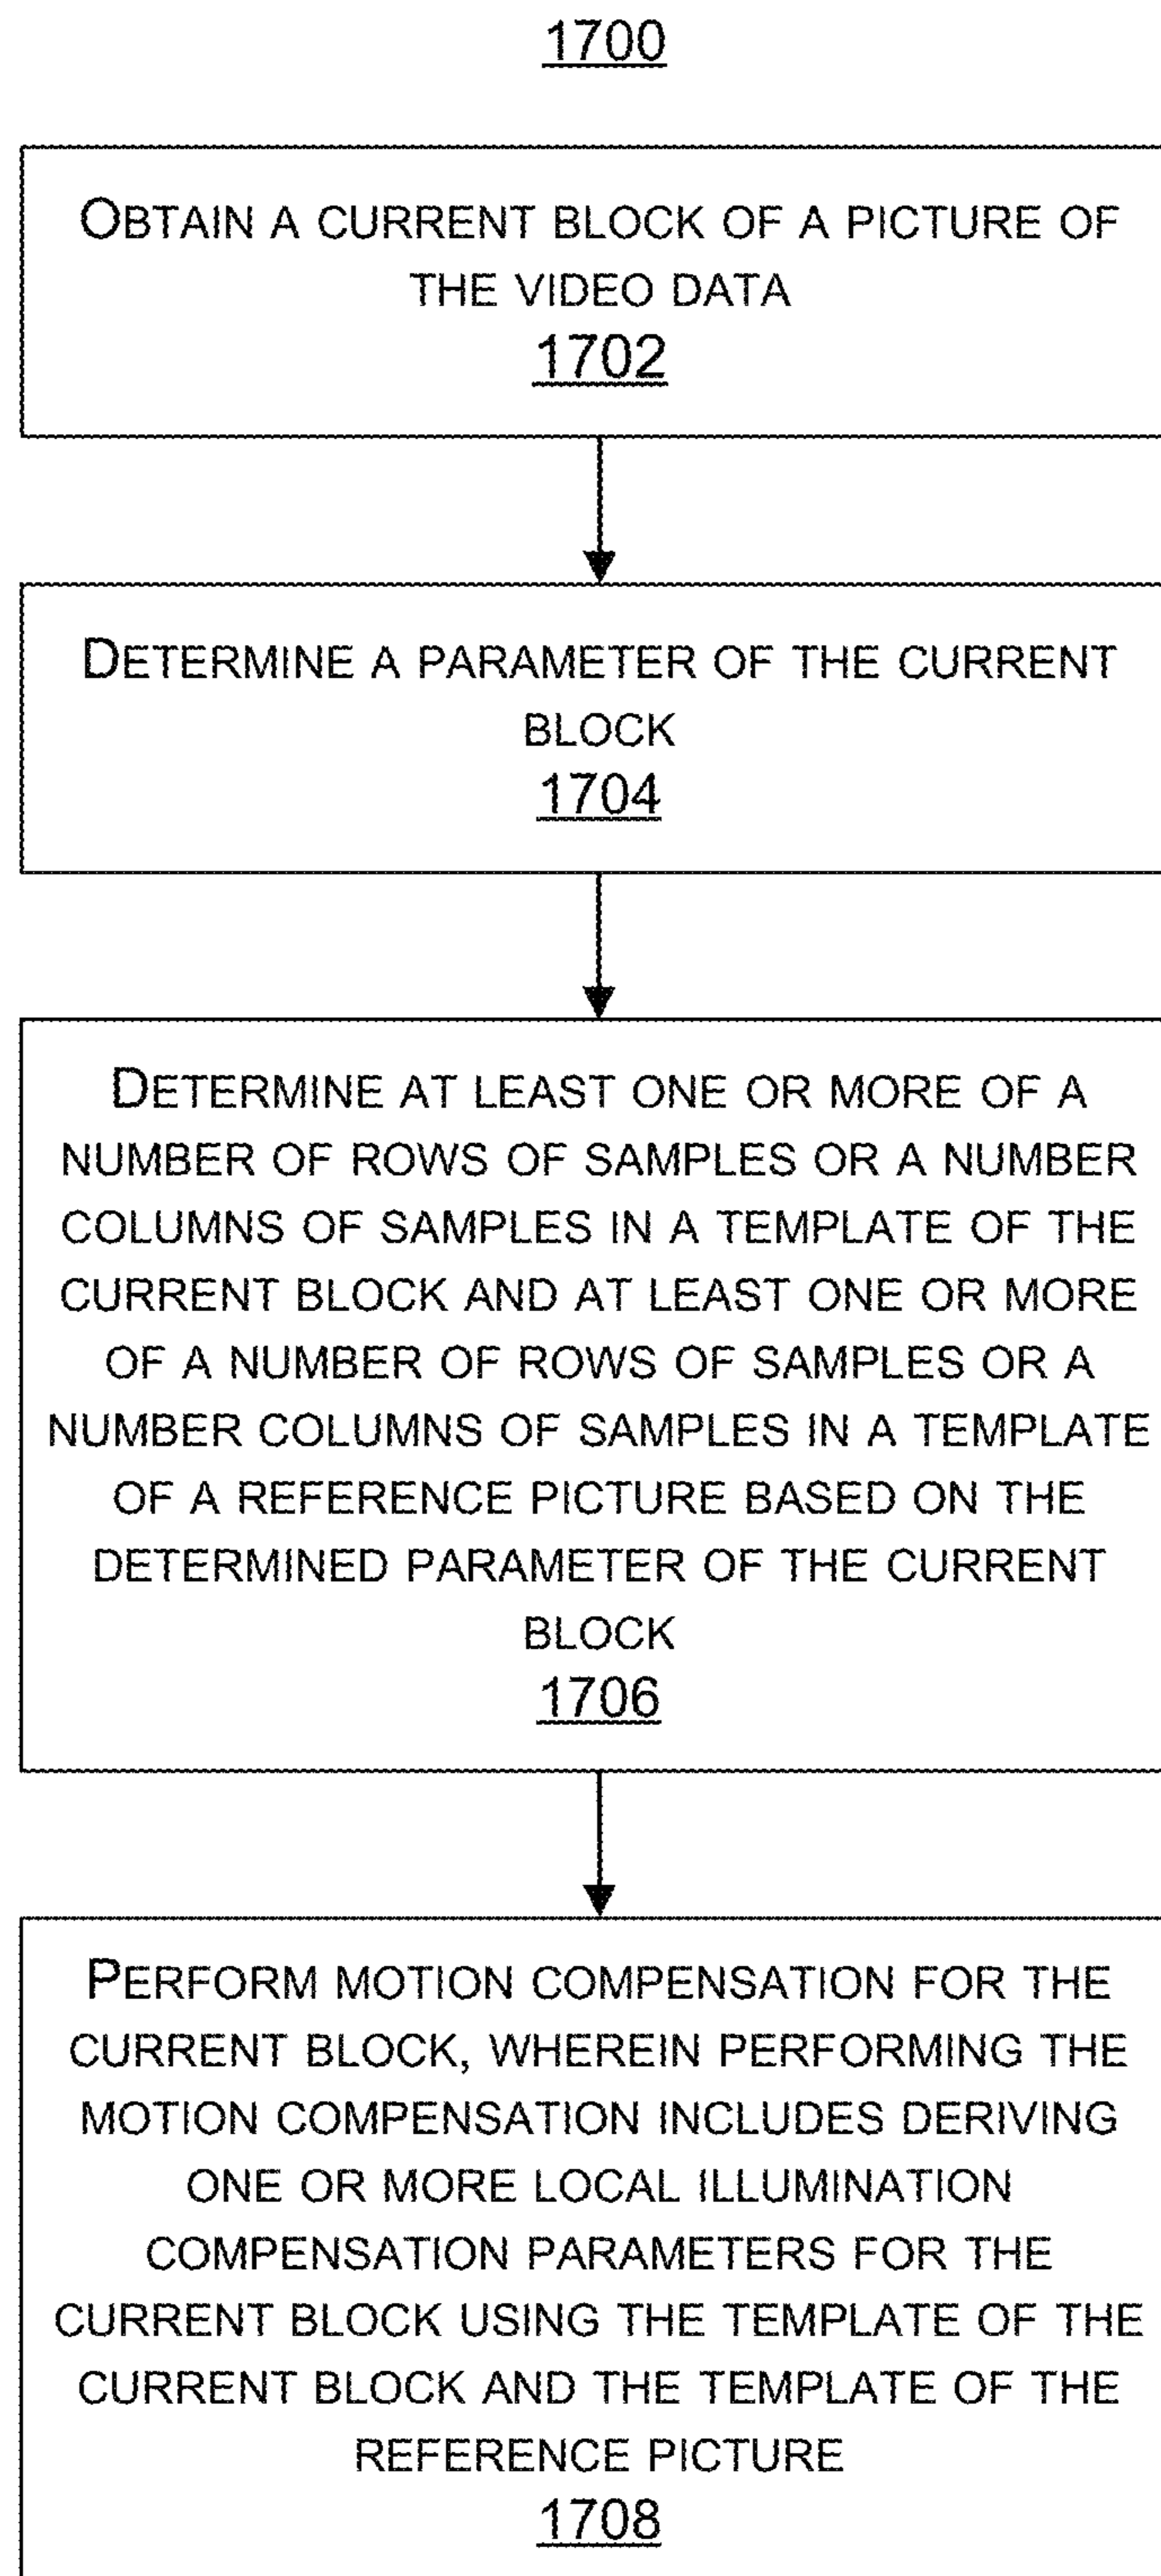 1700
OBTAIN A CURRENT BLOCK OF A PICTURE OF
THE VIDEO DATA
1702
DETERMINE A PARAMETER OF THE CURRENT
BLOCK
1704
DETERMINE AT LEAST ONE OR MORE OF A
NUMBER OF ROWS OF SAMPLES OR A NUMBER
COLUMNS OF SAMPLES IN A TEMPLATE OF THE
CURRENT BLOCK AND AT LEAST ONE OR MORE
OF A NUMBER OF ROWS OF SAMPLES OR A
NUMBER COLUMNS OF SAMPLES IN A TEMPLATE
OF A REFERENCE PICTURE BASED ON THE
DETERMINED PARAMETER OF THE CURRENT
BLOCK
1706
PERFORM MOTION COMPENSATION FOR THE
CURRENT BLOCK, WHEREIN PERFORMING THE
MOTION COMPENSATION INCLUDES DERIVING
ONE OR MORE LOCAL ILLUMINATION
COMPENSATION PARAMETERS FOR THE
CURRENT BLOCK USING THE TEMPLATE OF THE
CURRENT BLOCK AND THE TEMPLATE OF THE
REFERENCE PICTURE
1708